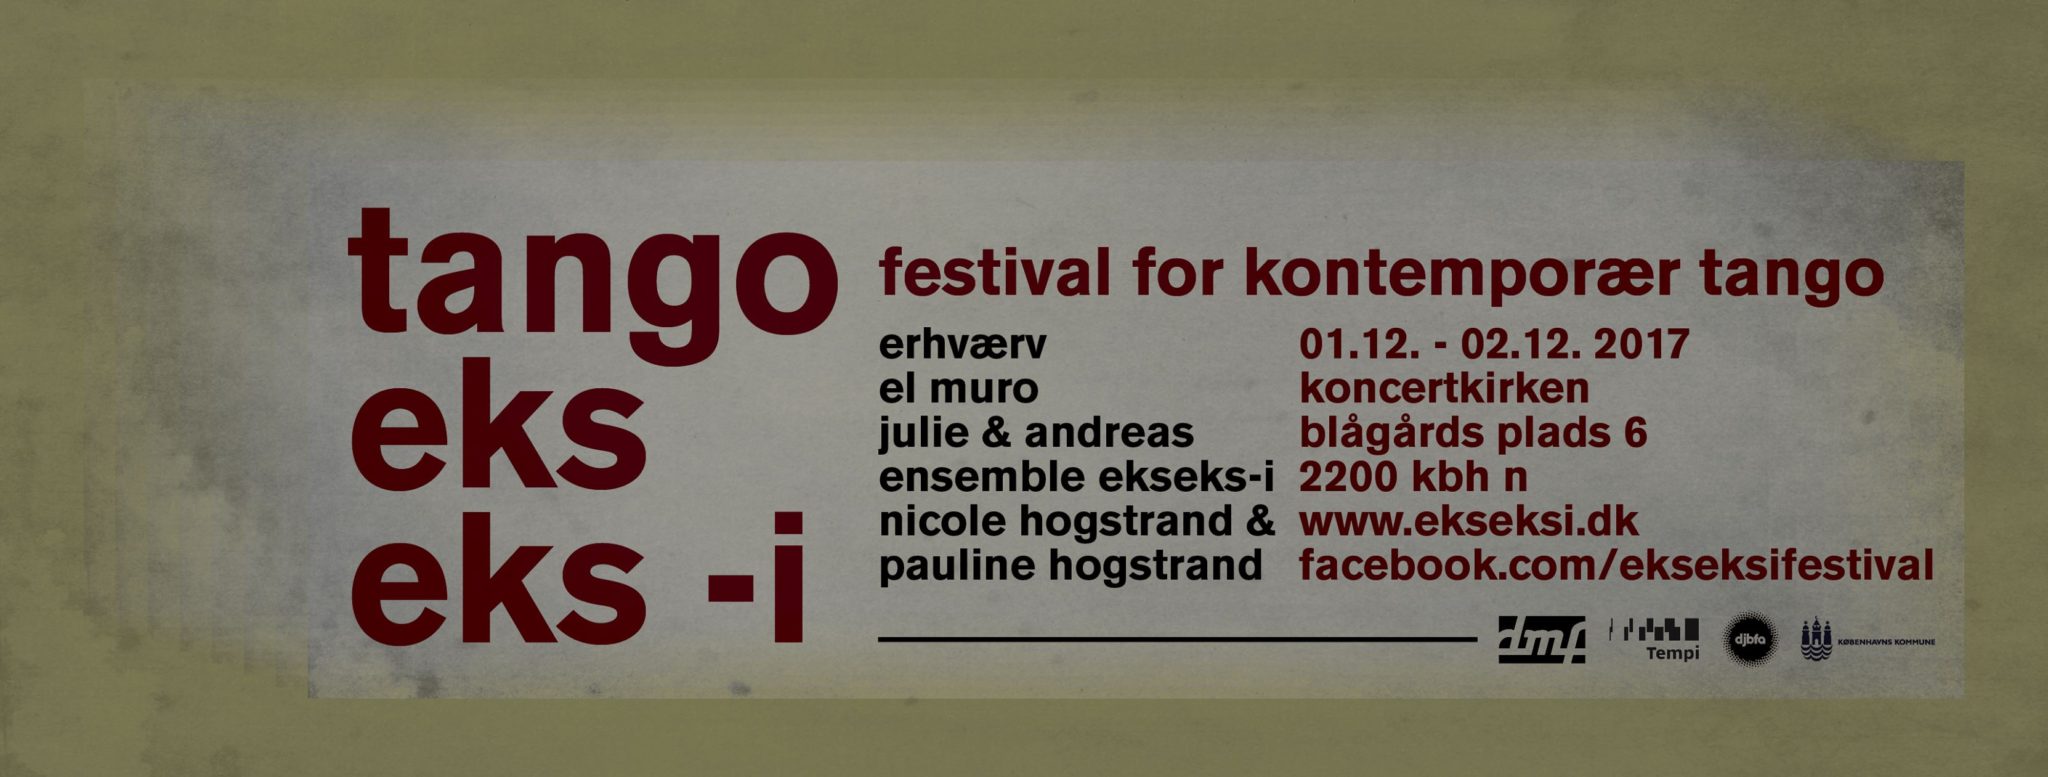 tango
eks
eks -i
festival for kontemporær tango
erhværv
el muro
julie & andreas
ensemble ekseks-i
nicole hogstrand &
pauline hogstrand
01.12. - 02.12. 2017
koncertkirken
blågårds plads 6
2200 kbh n
www.ekseksi.dk
facebook.com/ekseksifestival
dmf
Tempi
djbfa
KØBENHAVNS KOMMUNE